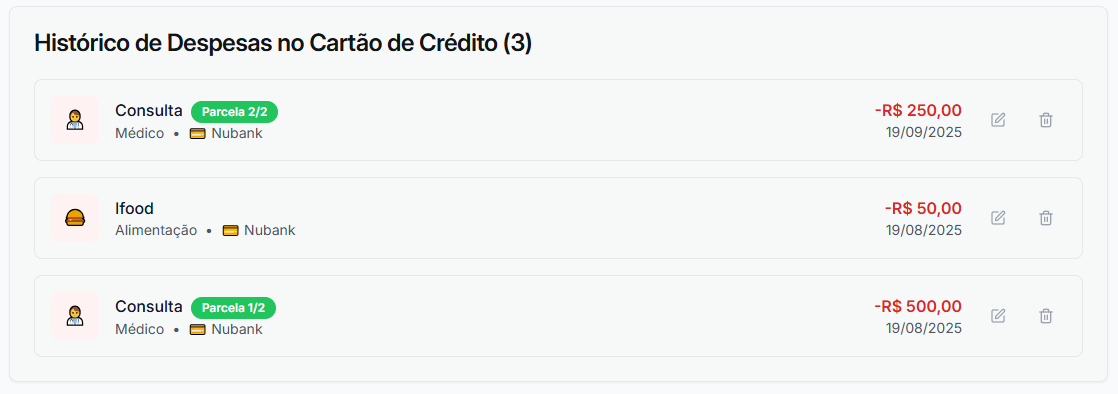 Histórico de Despesas no Cartão de Crédito (3)
Consulta Parcela 2/2
Médico • Nubank
-R$ 250,00
19/09/2025
Ifood
Alimentação • Nubank
-R$ 50,00
19/08/2025
Consulta Parcela 1/2
Médico • Nubank
-R$ 500,00
19/08/2025